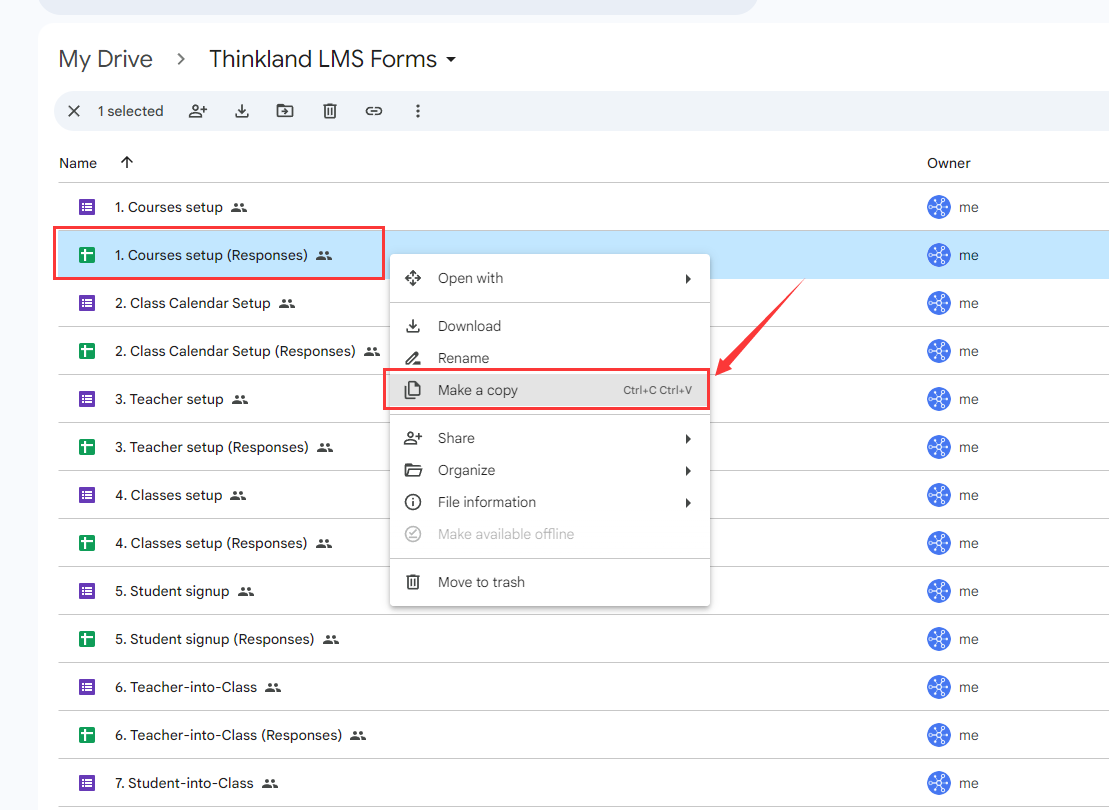 My Drive > Thinkland LMS Forms
1 selected
Name Owner
1. Courses setup me
1. Courses setup (Responses) me
Open with
2. Class Calendar Setup me
Download
2. Class Calendar Setup (Responses) me
Rename
Make a copy Ctrl+C Ctrl+V
3. Teacher setup me
Share
3. Teacher setup (Responses) me
Organize
4. Classes setup me
File information
Make available offline
4. Classes setup (Responses) me
Move to trash
5. Student signup me
5. Student signup (Responses) me
6. Teacher-into-Class me
6. Teacher-into-Class (Responses) me
7. Student-into-Class me